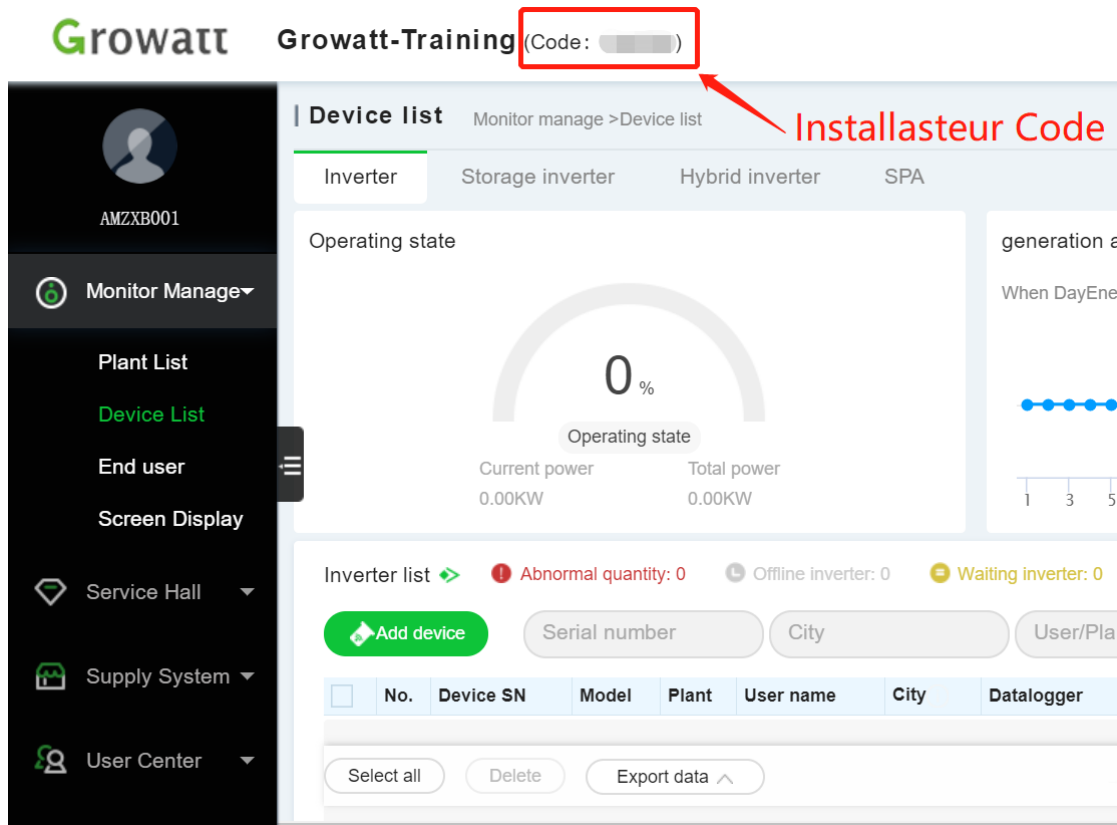 Growatt Growatt-Training (Code: )
Installasteur Code
AMZXB001
Monitor Manage
Plant List
Device List
End user
Screen Display
Service Hall
Supply System
User Center
Device list Monitor manage >Device list
Inverter Storage inverter Hybrid inverter SPA
Operating state
0 %
Operating state
Current power Total power
0.00KW 0.00KW
generation a
When DayEne
1 3 5
Inverter list Abnormal quantity: 0 Offline inverter: 0 Waiting inverter: 0
Add device Serial number City User/Pla
No. Device SN Model Plant User name City Datalogger
Select all Delete Export data